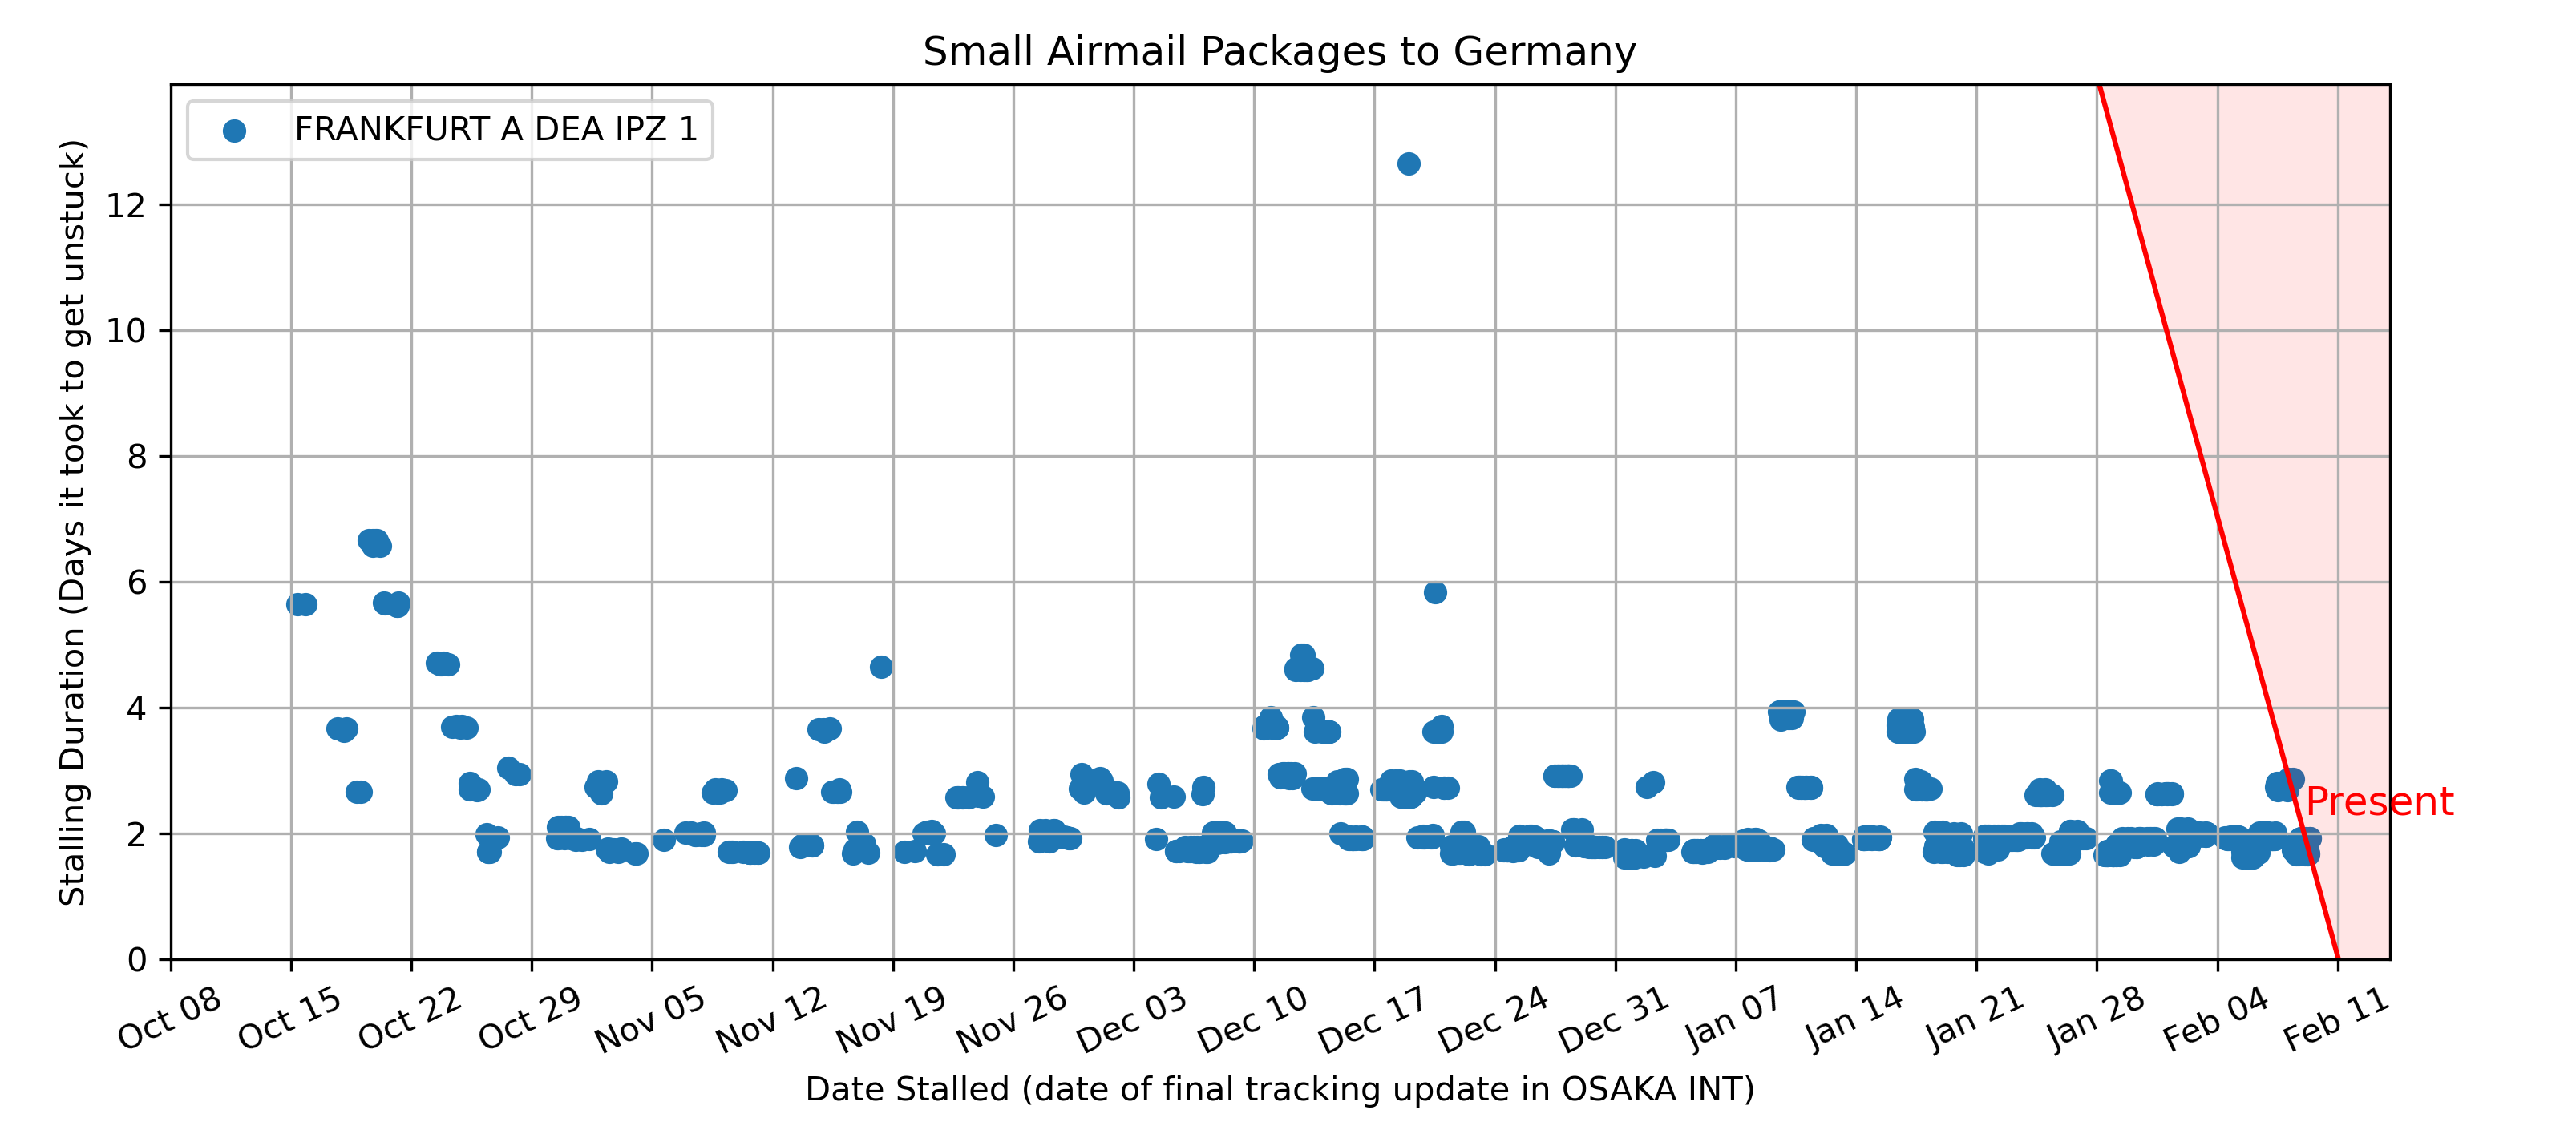 Small Airmail Packages to Germany
FRANKFURT A DEA IPZ 1
Stalling Duration (Days it took to get unstuck)
12
10
8
6
4
2
0
Present
Oct 08
Oct 15
Oct 22
Oct 29
Nov 05
Nov 12
Nov 19
Nov 26
Dec 03
Dec 10
Dec 17
Dec 24
Dec 31
Jan 07
Jan 14
Jan 21
Jan 28
Feb 04
Feb 11
Date Stalled (date of final tracking update in OSAKA INT)